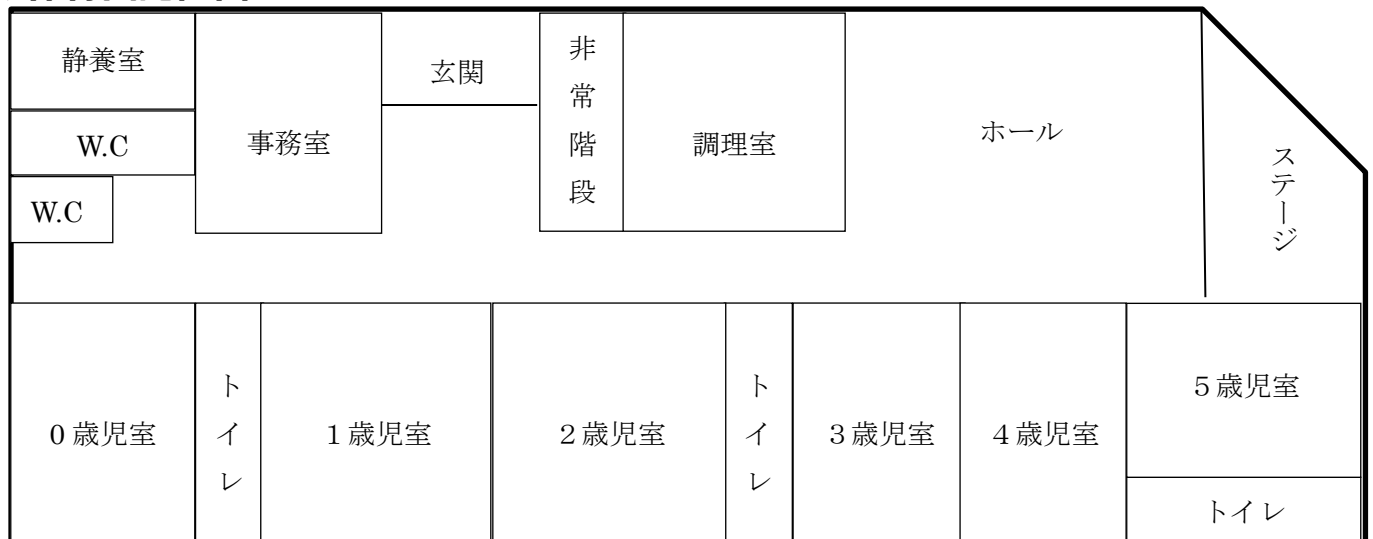 静養室
W.C
W.C
事務室
玄関
非常階段
調理室
ホール
ステージ
0歳児室
トイレ
1歳児室
2歳児室
トイレ
3歳児室
4歳児室
5歳児室
トイレ